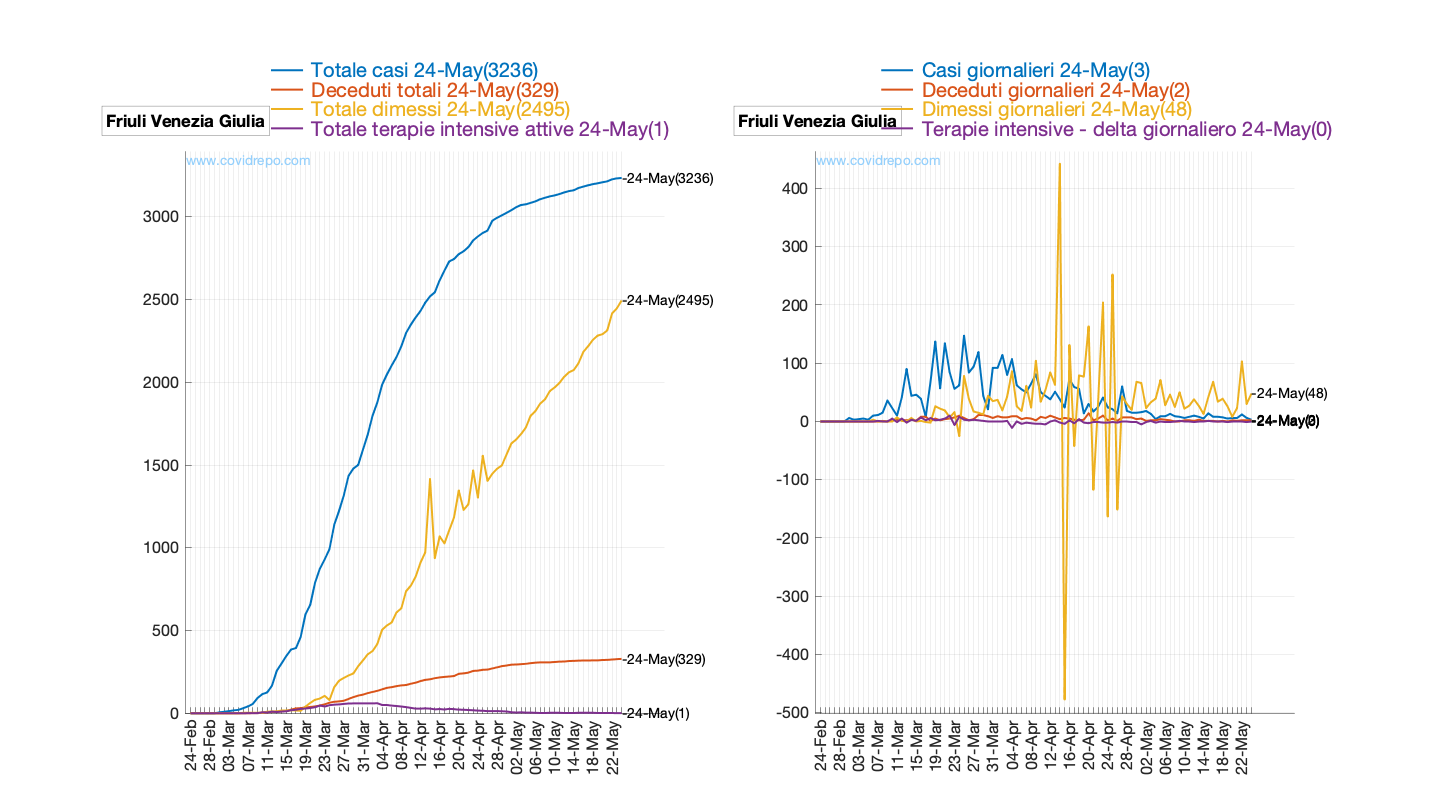 Totale casi 24-May(3236)
Deceduti totali 24-May(329)
Totale dimessi 24-May(2495)
Totale terapie intensive attive 24-May(1)
Friuli Venezia Giulia
www.covidrepo.com
3000
2500
2000
1500
1000
500
0
-24-May(3236)
-24-May(2495)
-24-May(329)
-24-May(1)
24-Feb
28-Feb
03-Mar
07-Mar
11-Mar
15-Mar
19-Mar
23-Mar
27-Mar
31-Mar
04-Apr
08-Apr
12-Apr
16-Apr
20-Apr
24-Apr
28-Apr
02-May
06-May
10-May
14-May
18-May
22-May
Casi giornalieri 24-May(3)
Deceduti giornalieri 24-May(2)
Dimessi giornalieri 24-May(48)
Terapie intensive - delta giornaliero 24-May(0)
Friuli Venezia Giulia
www.covidrepo.com
400
300
200
100
0
-100
-200
-300
-400
-500
-24-May(48)
24-Feb
28-Feb
03-Mar
07-Mar
11-Mar
15-Mar
19-Mar
23-Mar
27-Mar
31-Mar
04-Apr
08-Apr
12-Apr
16-Apr
20-Apr
24-Apr
28-Apr
02-May
06-May
10-May
14-May
18-May
22-May